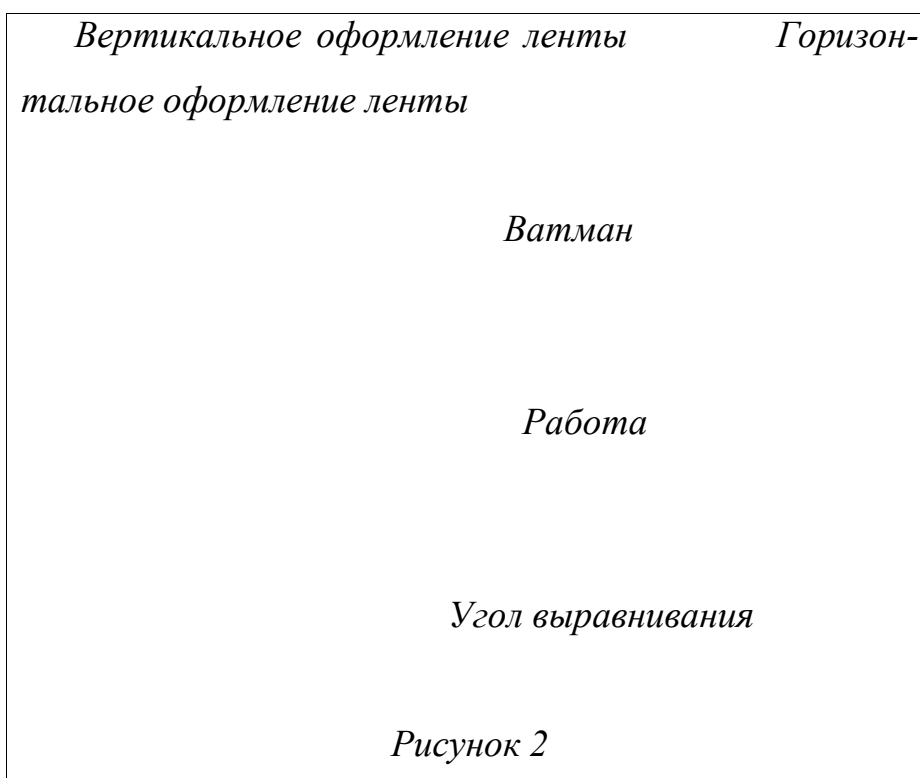 Вертикальное оформление ленты Горизон-
тальное оформление ленты
Ватман
Работа
Угол выравнивания
Рисунок 2